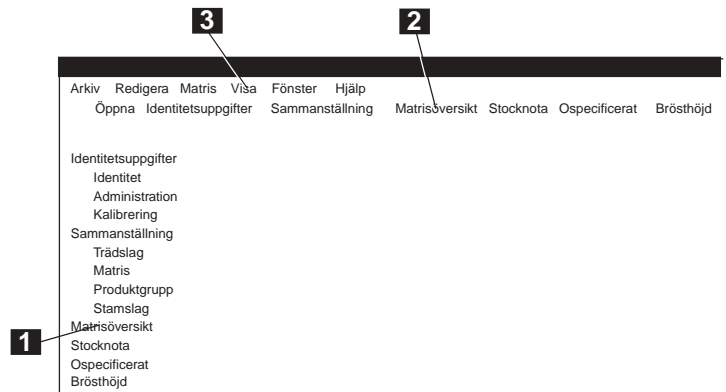 3 2
Arkiv Redigera Matris Visa Fönster Hjälp
Öppna Identitetsuppgifter Sammanställning Matrisöversikt Stocknota Ospecificerat Brösthöjd
Identitetsuppgifter
Identitet
Administration
Kalibrering
Sammanställning
Trädslag
Matris
Produktgrupp
Stamslag
1 Matrisöversikt
Stocknota
Ospecificerat
Brösthöjd